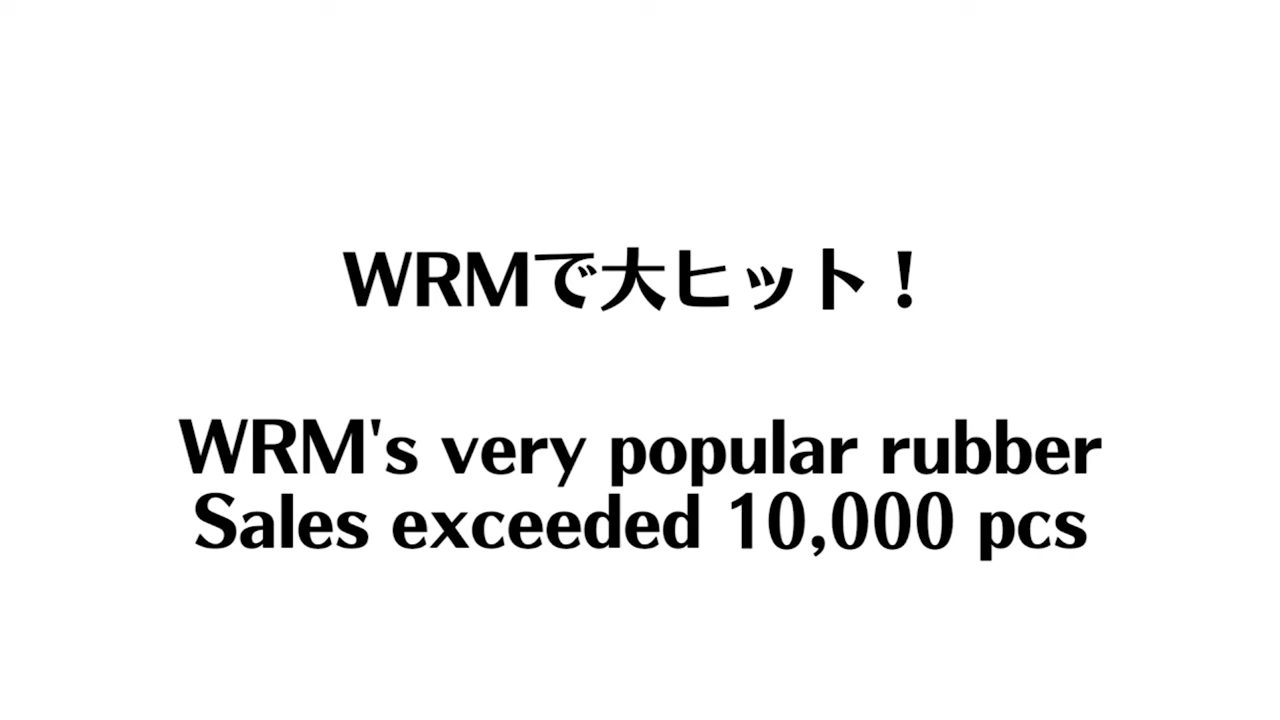 WRMで大ヒット！
WRM's very popular rubber
Sales exceeded 10,000 pcs